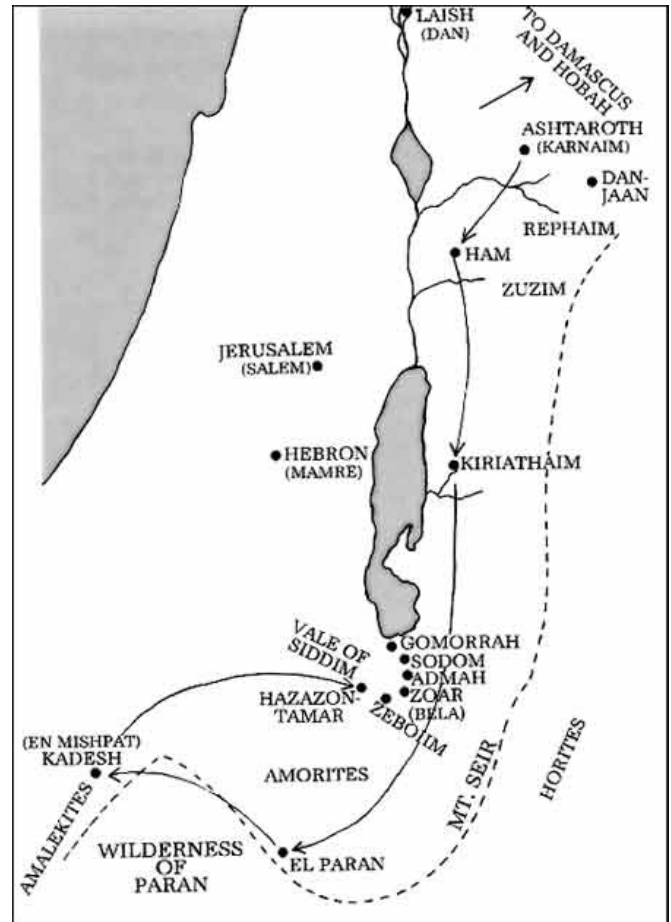 LAISH
(DAN)
TO DAMASCUS
AND HOBAH
ASHTAROTH
(KARNAIM)
DAN-
JAAN
REPHAIM
HAM
ZUZIM
JERUSALEM
(SALEM)
HEBRON
(MAMRE)
KIRIATHAIM
VALE OF
SIDDIM
GOMORRAH
SODOM
ADMAH
ZOAR
(BELA)
HAZAZON-
TAMAR
ZEBOIIM
(EN MISHPAT)
KADESH
AMORITES
MT. SEIR
HORITES
AMALEKITES
WILDERNESS
OF
PARAN
EL PARAN